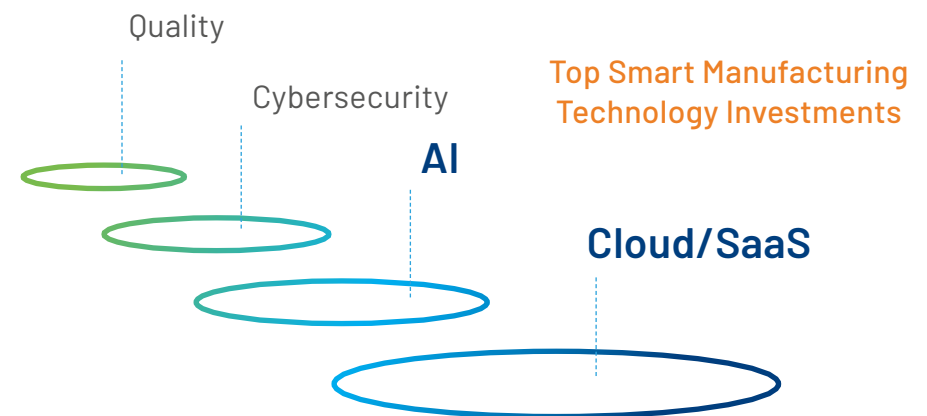 Quality
Top Smart Manufacturing
Technology Investments
Cybersecurity
AI
Cloud/SaaS